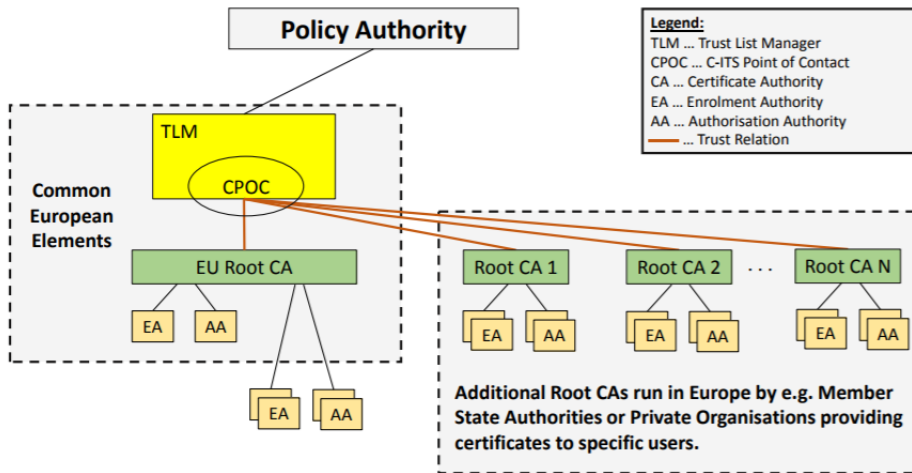 Policy Authority
Legend:
TLM ... Trust List Manager
CPOC ... C-ITS Point of Contact
CA ... Certificate Authority
EA ... Enrolment Authority
AA ... Authorisation Authority
... Trust Relation
TLM
CPOC
Common
European
Elements
EU Root CA
EA
AA
EA
AA
Root CA 1
Root CA 2
...
Root CA N
EA
AA
EA
AA
EA
AA
Additional Root CAs run in Europe by e.g. Member
State Authorities or Private Organisations providing
certificates to specific users.